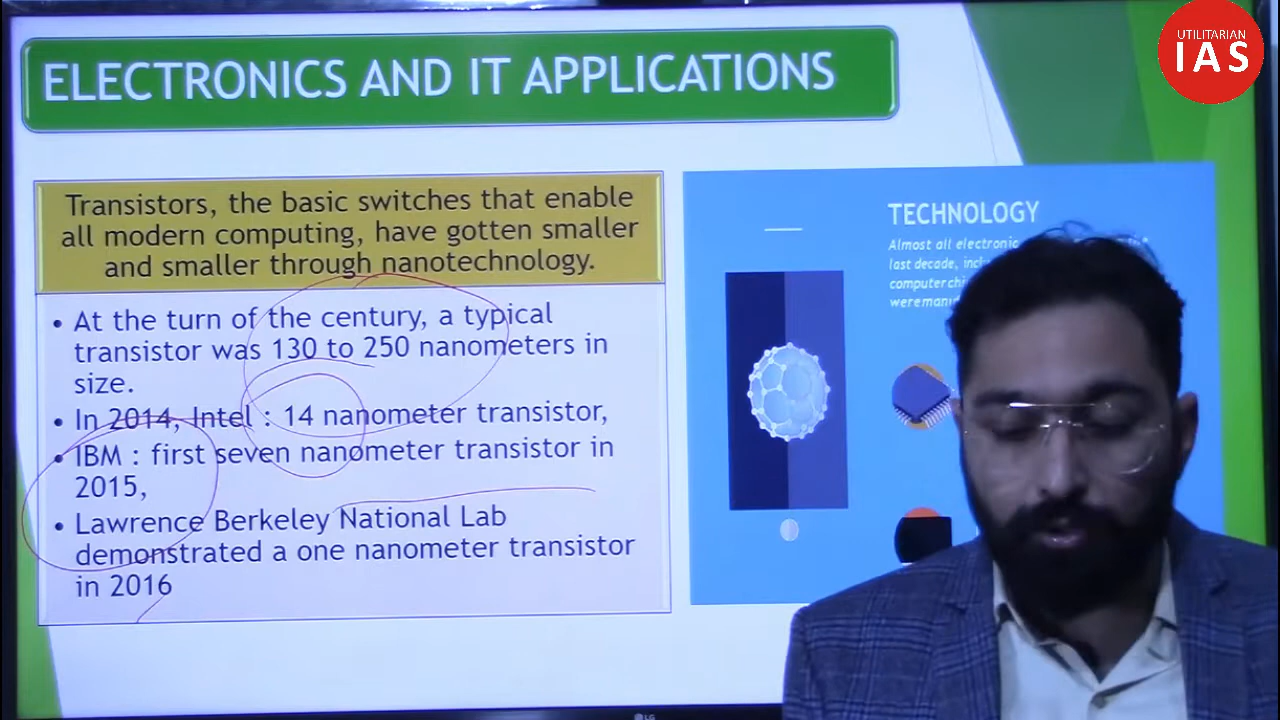 UTILITARIAN
IAS
ELECTRONICS AND IT APPLICATIONS
Transistors, the basic switches that enable
all modern computing, have gotten smaller
and smaller through nanotechnology.
• At the turn of the century, a typical
transistor was 130 to 250 nanometers in
size.
• In 2014, Intel : 14 nanometer transistor,
• IBM : first seven nanometer transistor in
2015,
• Lawrence Berkeley National Lab
demonstrated a one nanometer transistor
in 2016
TECHNOLOGY
Almost all electronic
last decade,
computer
were
LG